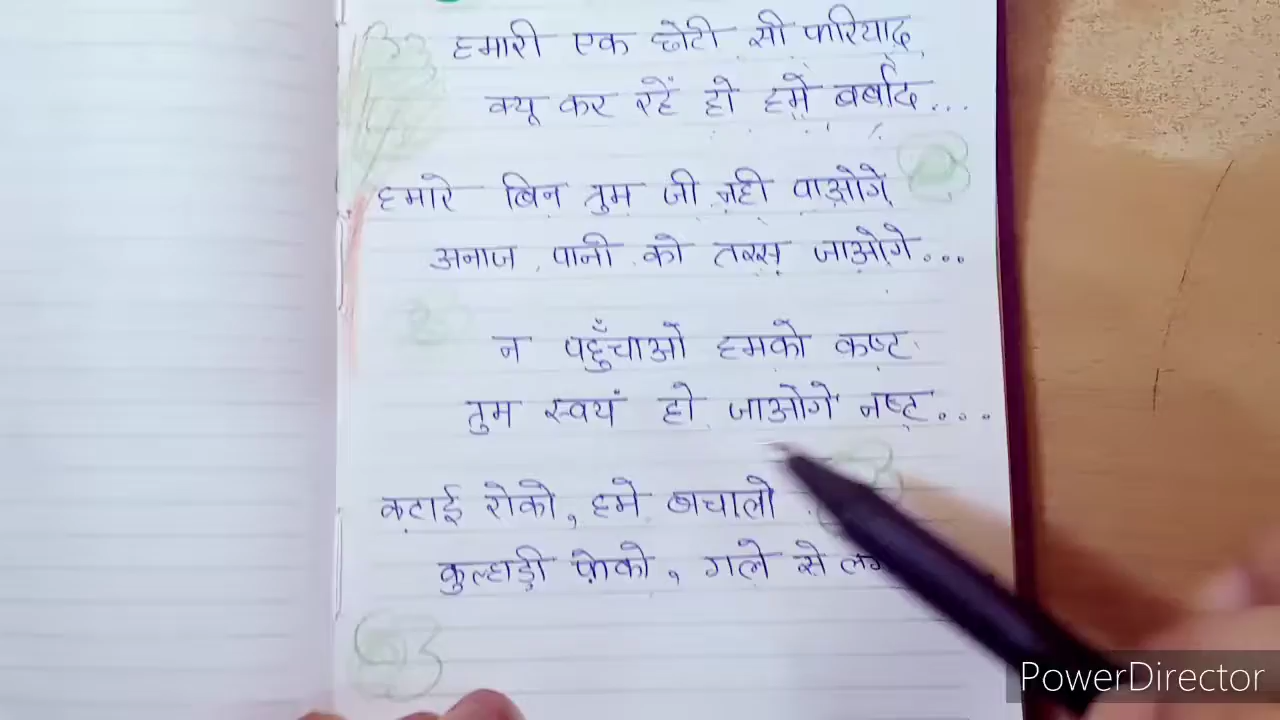 हमारी एक छोटी सी फरियाद
क्यू कर रहें हो हमें बर्बाद...
हमारे बिन तुम जी नही पाओगे
अनाज पानी को तरस जाओगे...
न पहुँचाओ हमको कष्ट
तुम स्वयं हो जाओगे नष्ट...
कटाई रोको, हमे बचालो
कुल्हाड़ी फ़ेको, गले से
PowerDirector